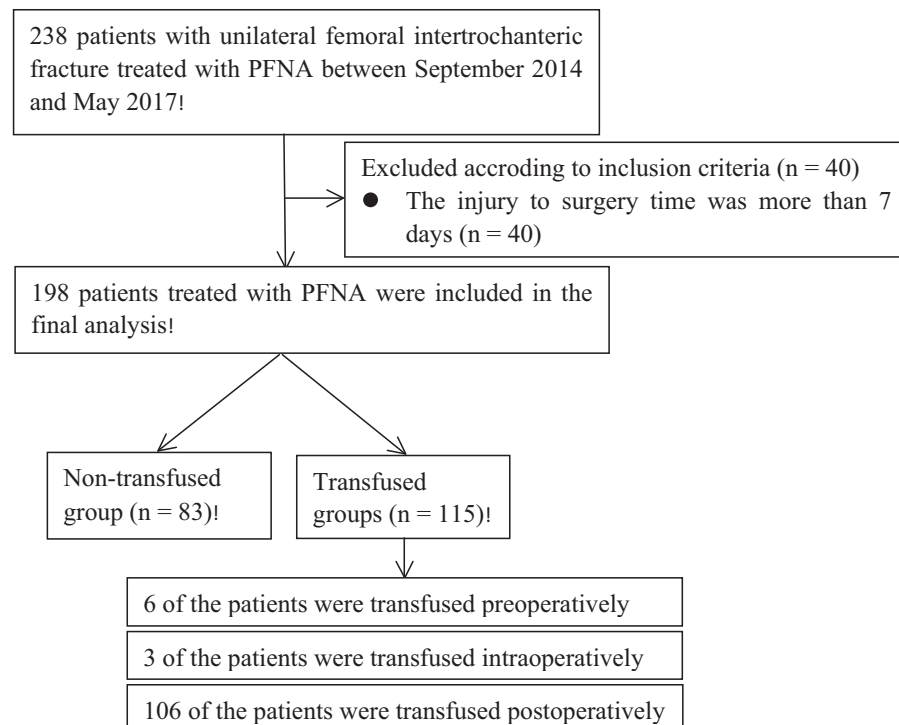 238 patients with unilateral femoral intertrochanteric
fracture treated with PFNA between September 2014
and May 2017!
Excluded accroding to inclusion criteria (n = 40)
● The injury to surgery time was more than 7
days (n = 40)
198 patients treated with PFNA were included in the
final analysis!
Non-transfused
group (n = 83)!
Transfused
groups (n = 115)!
6 of the patients were transfused preoperatively
3 of the patients were transfused intraoperatively
106 of the patients were transfused postoperatively